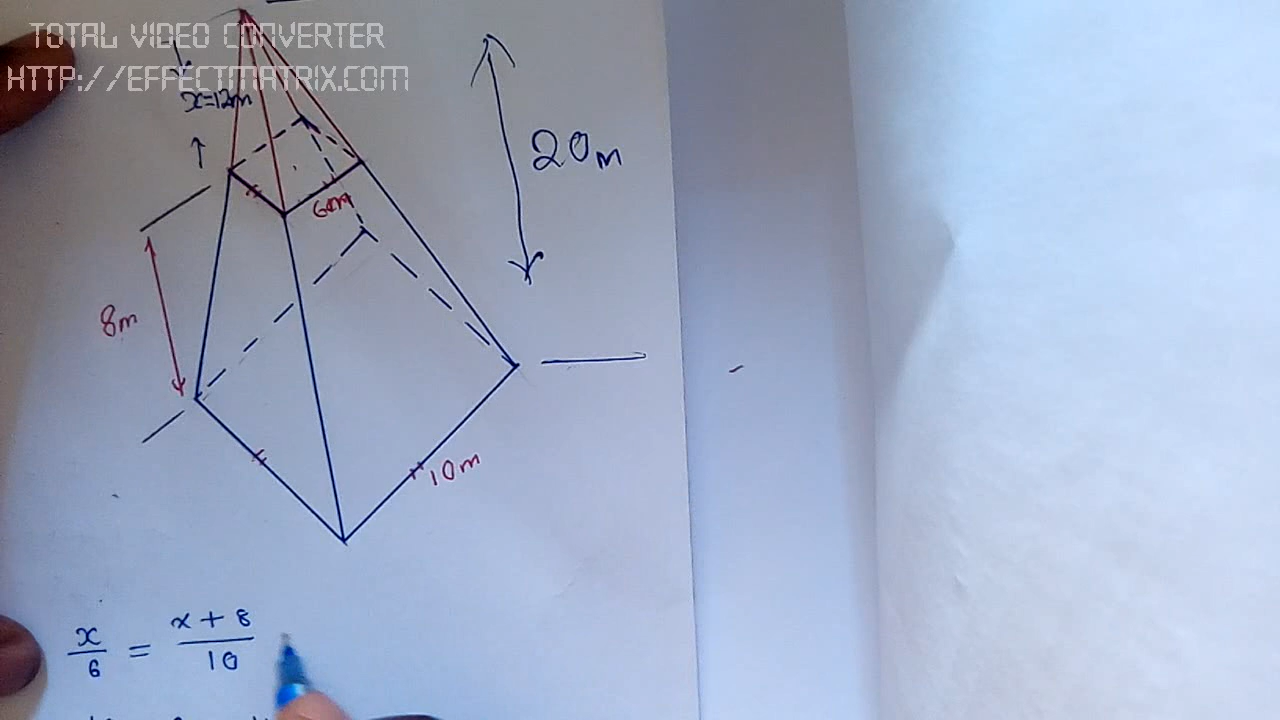 TOTAL VIDEO CONVERTER
HTTP://EFFECTMATRIX.COM
x=12m
20m
6m
8m
10m
x/6 = x + 8/10